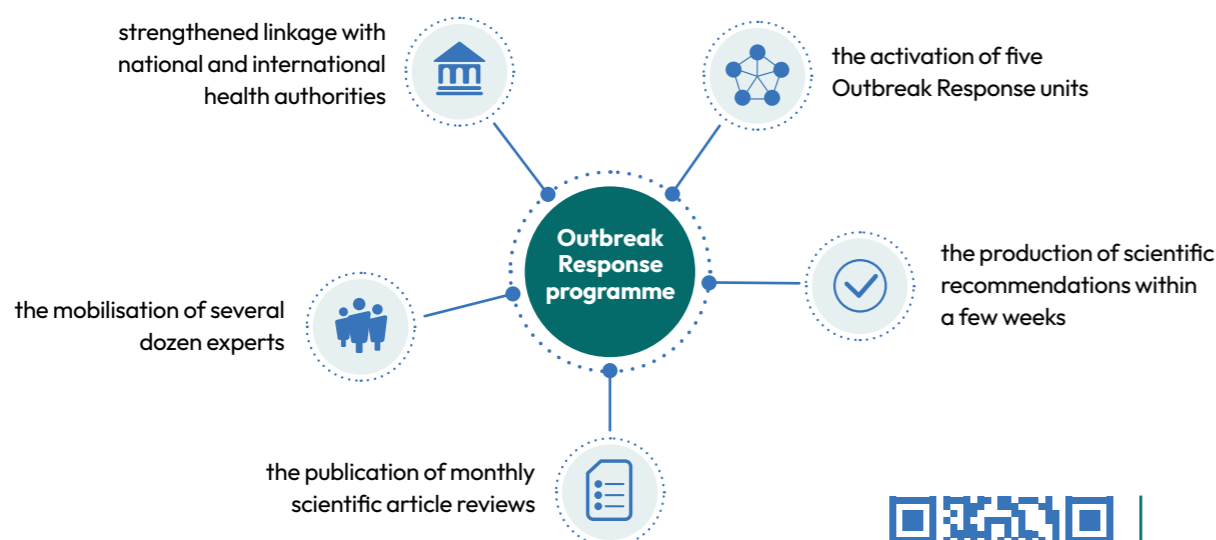 strengthened linkage with
national and international
health authorities
the activation of five
Outbreak Response units
Outbreak
Response
programme
the production of scientific
recommendations within
a few weeks
the mobilisation of several
dozen experts
the publication of monthly
scientific article reviews